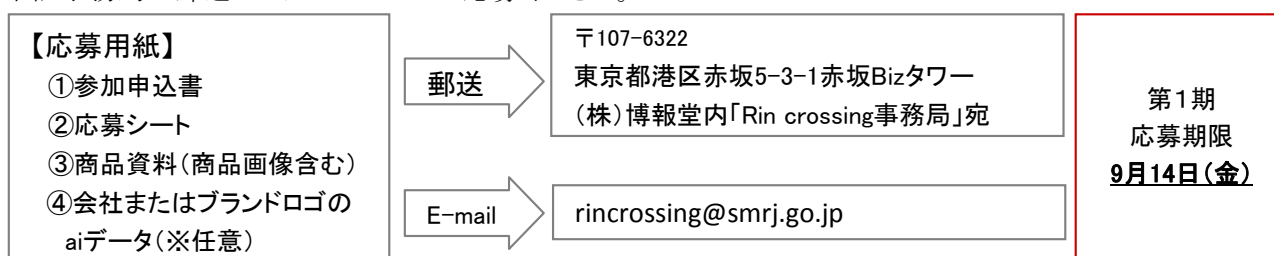 【応募用紙】
①参加申込書
②応募シート
③商品資料(商品画像含む)
④会社またはブランドロゴの
aiデータ(※任意)
郵送
〒107-6322
東京都港区赤坂5-3-1赤坂Bizタワー
(株)博報堂内「Rin crossing事務局」宛
E-mail
rincrossing@smrj.go.jp
第1期
応募期限
9月14日(金)